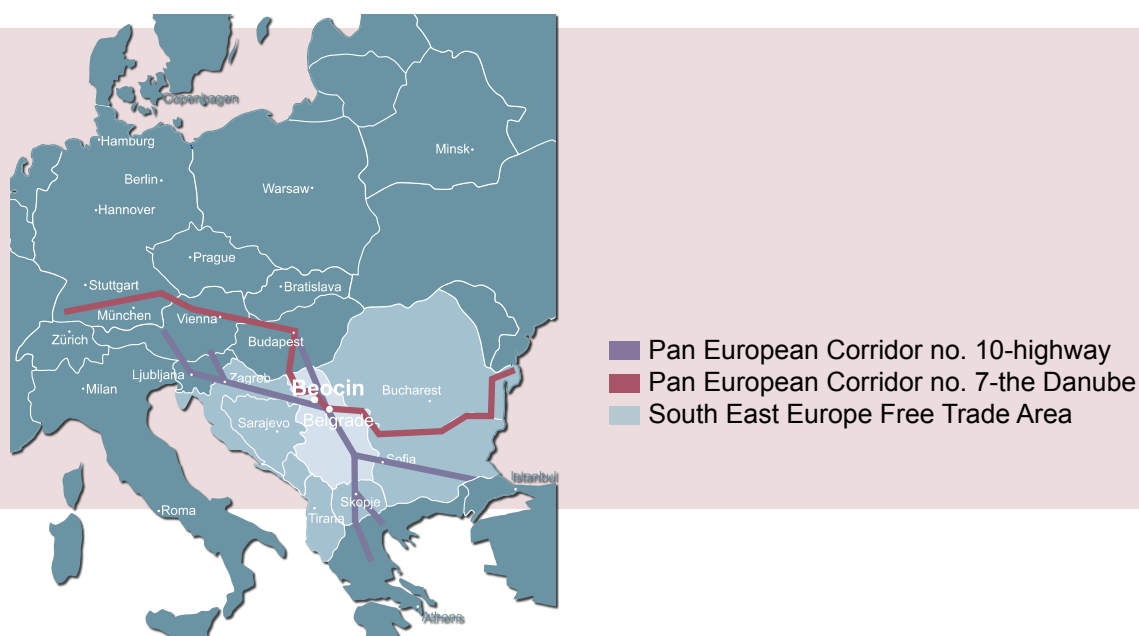 Copenhagen
Hamburg
Minsk
Berlin
Warsaw
Hannover
Prague
Stuttgart
Bratislava
München
Vienna
Zürich
Budapest
Ljubljana
Zagreb
Milan
Beocin
Bucharest
Belgrade
Sarajevo
Sofia
Istanbul
Skopje
Roma
Tirana
Athens
Pan European Corridor no. 10-highway
Pan European Corridor no. 7-the Danube
South East Europe Free Trade Area